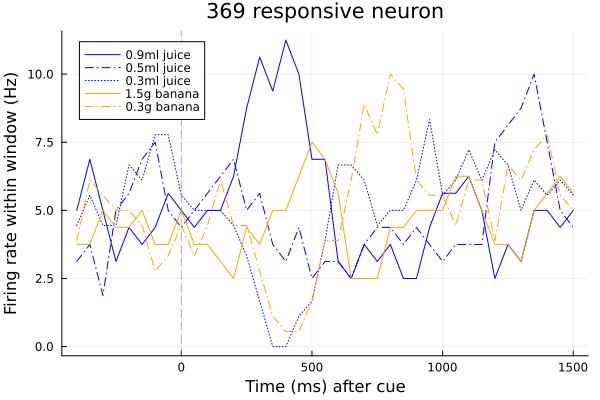 369 responsive neuron
Firing rate within window (Hz)
10.0
7.5
5.0
2.5
0.0
0.9ml juice
0.5ml juice
0.3ml juice
1.5g banana
0.3g banana
0
500
1000
1500
Time (ms) after cue